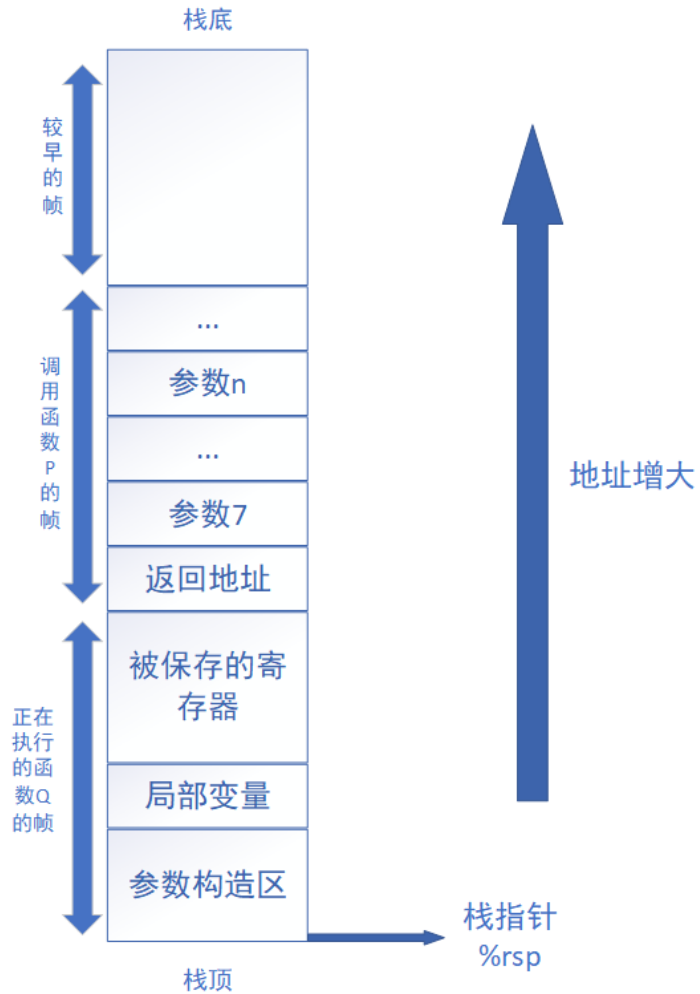 栈底
较
早
的
帧
...
参数n
...
参数7
返回地址
调
用
函
数
P
的
帧
地址增大
被保存的寄
存器
局部变量
参数构造区
正在
执行
的函
数Q
的帧
栈指针
%rsp
栈顶